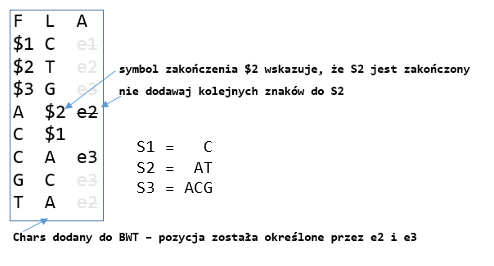 F L A
$1 C e1
$2 T e2
$3 G e3
A $2 e2
C $1
C A e3
G C e3
T A e2
symbol zakończenia $2 wskazuje, że S2 jest zakończony
nie dodawaj kolejnych znaków do S2
S1 = C
S2 = AT
S3 = ACG
Chars dodany do BWT – pozycja została określone przez e2 i e3